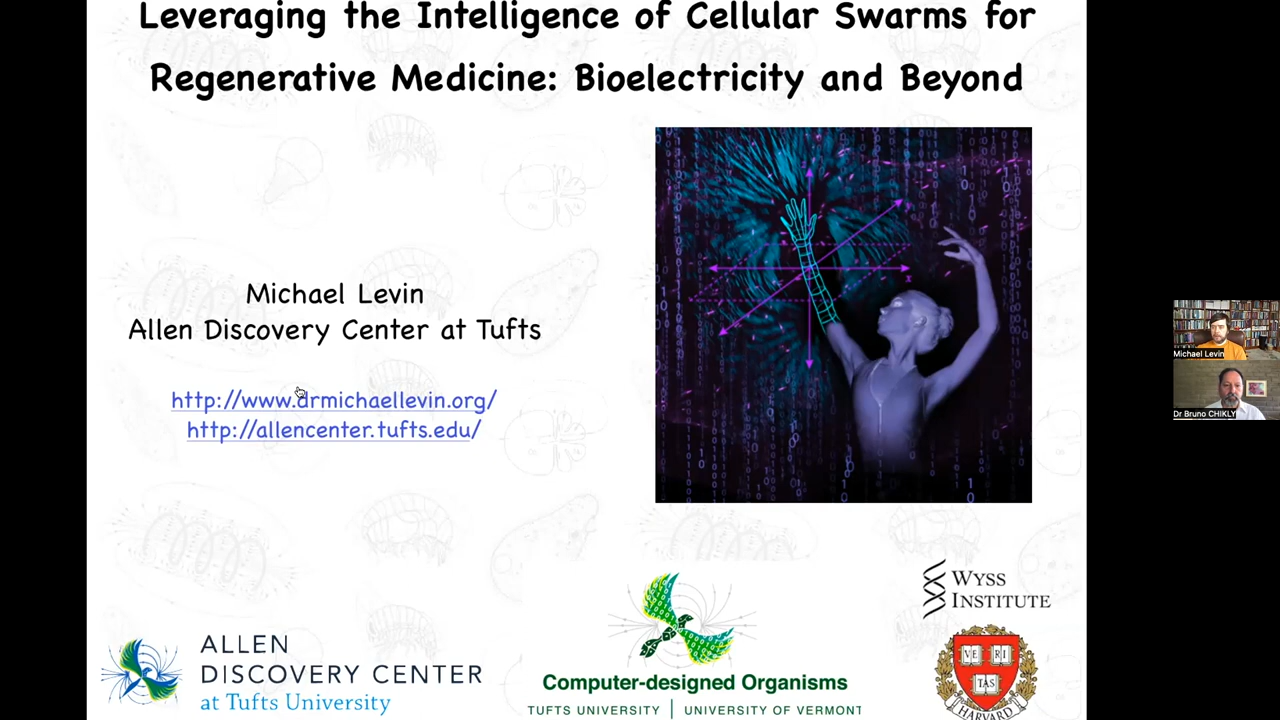 Leveraging the Intelligence of Cellular Swarms for
Regenerative Medicine: Bioelectricity and Beyond
Michael Levin
Allen Discovery Center at Tufts
http://www.drmichaellevin.org/
http://allencenter.tufts.edu/
Michael Levin
Dr Bruno CHIKLY
WYSS
INSTITUTE
ALLEN
DISCOVERY CENTER
at Tufts University
Computer-designed Organisms
TUFTS UNIVERSITY | UNIVERSITY OF VERMONT
VE RI
TAS
HARVARD